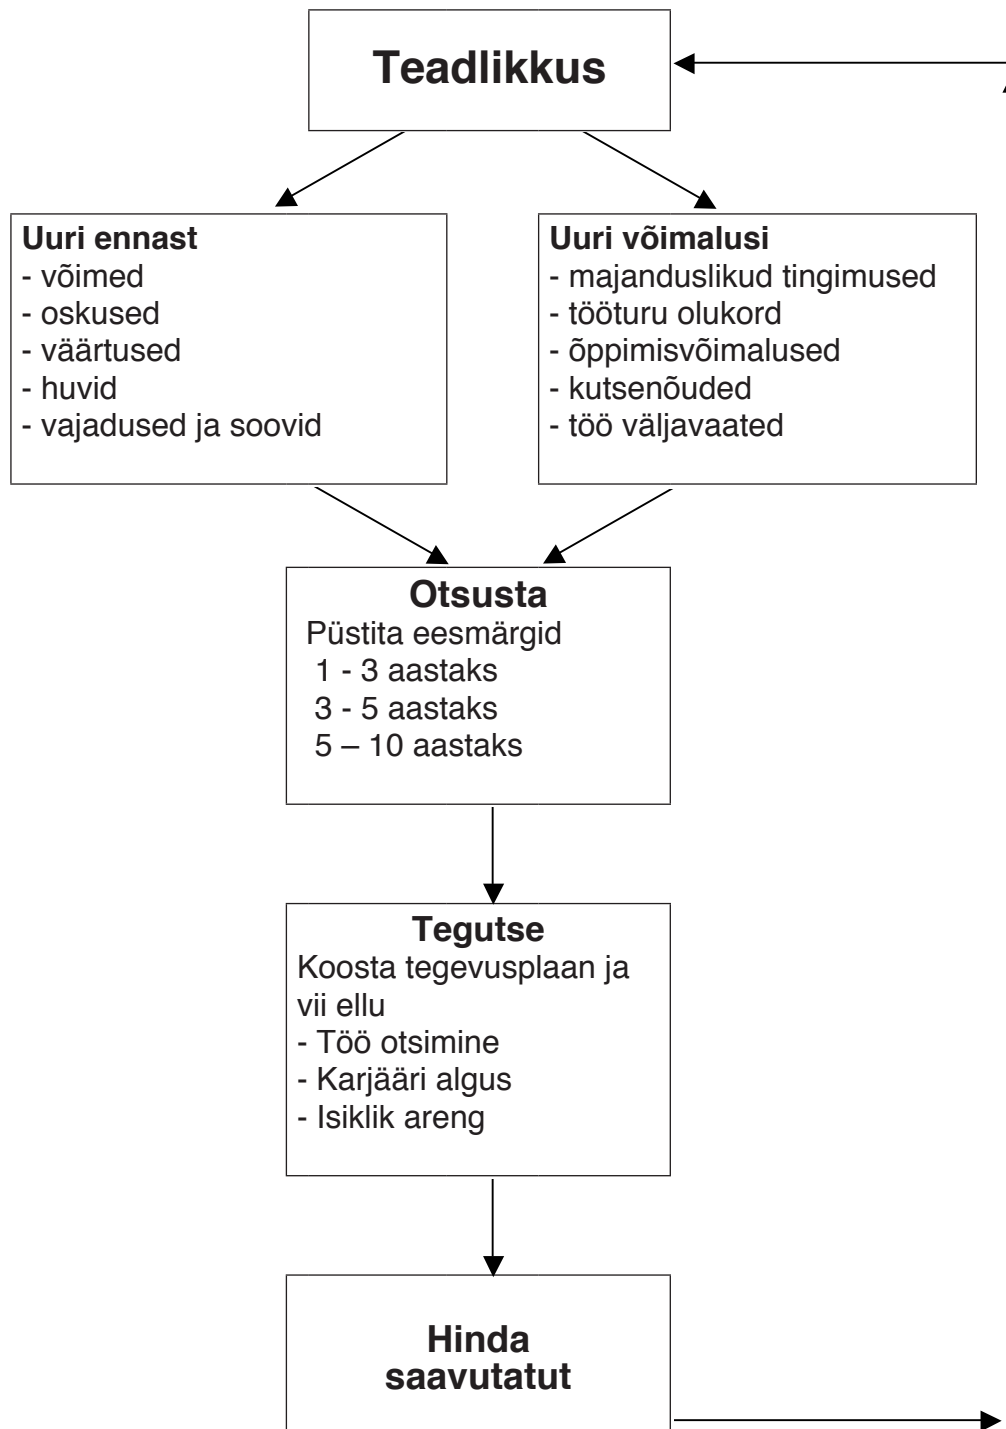 Teadlikkus
Uuri ennast
- võimed
- oskused
- väärtused
- huvid
- vajadused ja soovid
Uuri võimalusi
- majanduslikud tingimused
- tööturu olukord
- õppimisvõimalused
- kutsenõuded
- töö väljavaated
Otsusta
Püstita eesmärgid
1 - 3 aastaks
3 - 5 aastaks
5 – 10 aastaks
Tegutse
Koosta tegevusplaan ja
vii ellu
- Töö otsimine
- Karjääri algus
- Isiklik areng
Hinda
saavutatut